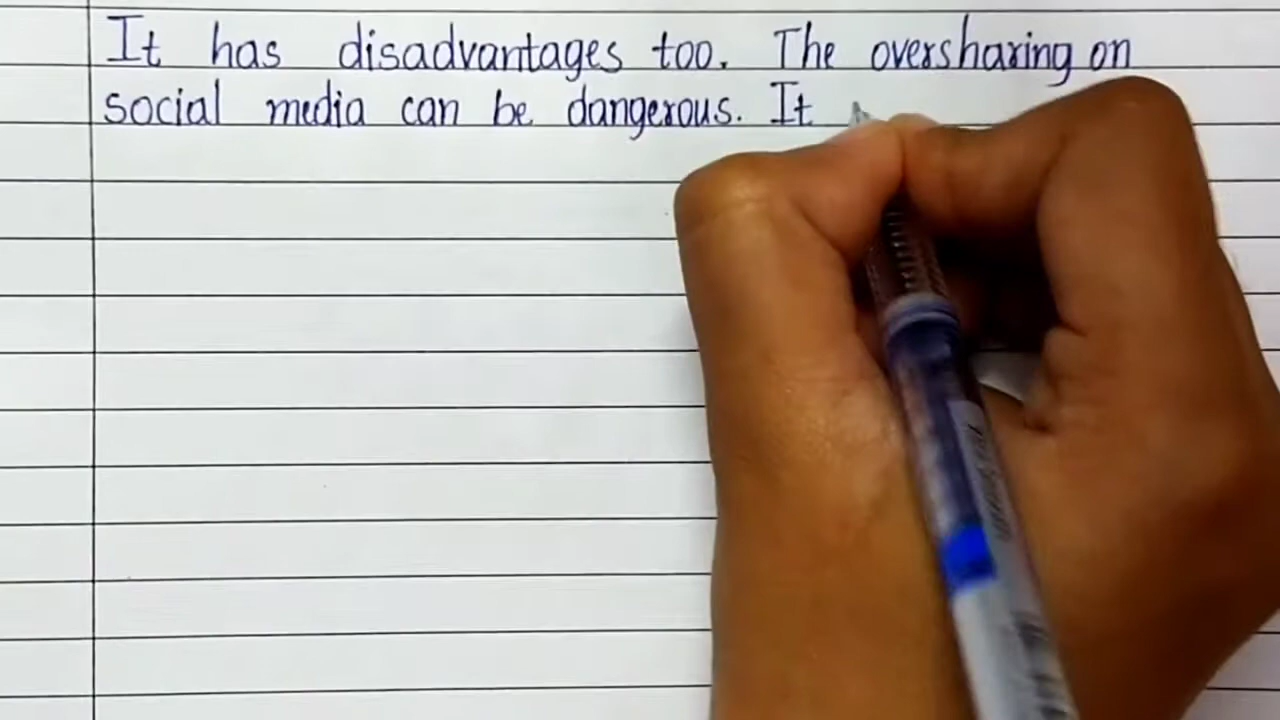 It has disadvantages too. The oversharing on
social media can be dangerous. It